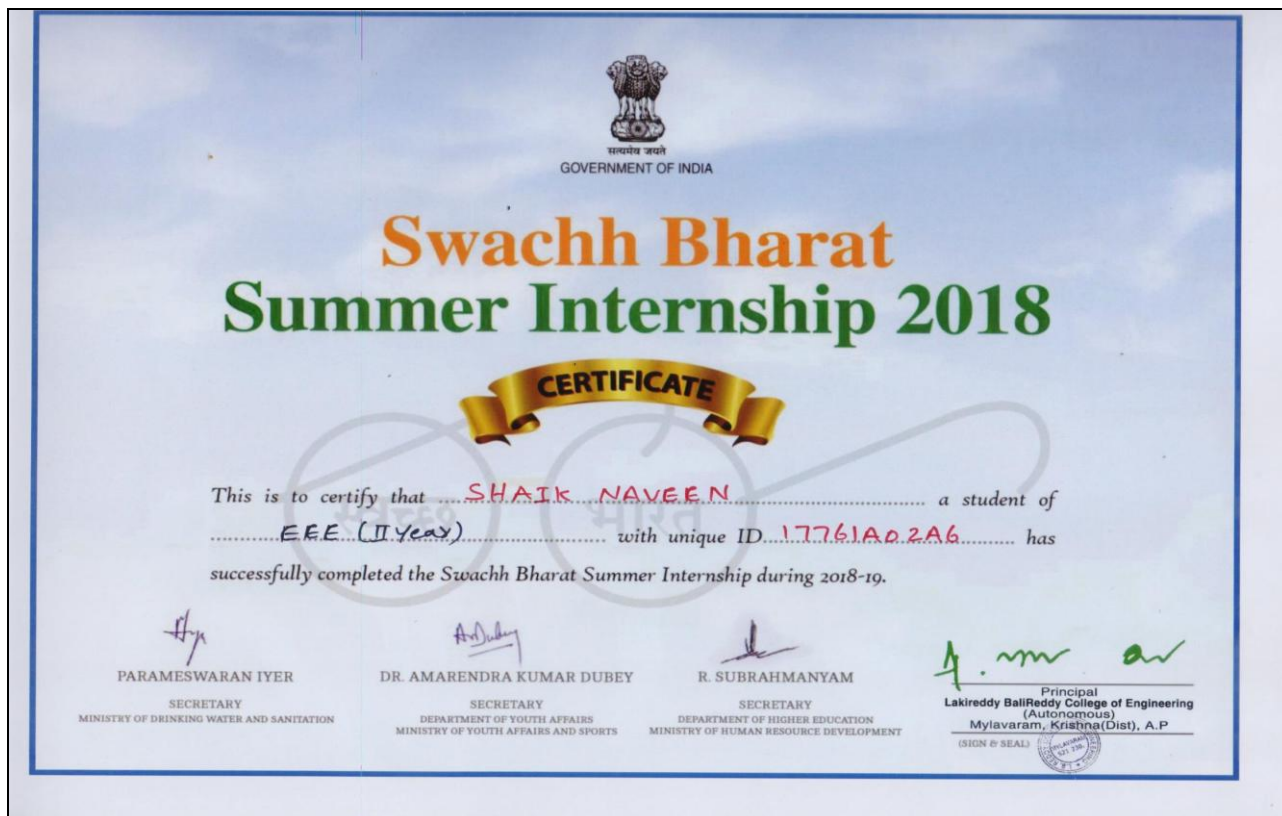 सत्यमेव जयते
GOVERNMENT OF INDIA
Swachh Bharat
Summer Internship 2018
CERTIFICATE
स्वच्छ भारत
This is to certify that SHAIK NAVEEN a student of
EEE (II Year) with unique ID 17761A02A6 has
successfully completed the Swachh Bharat Summer Internship during 2018-19.
PARAMESWARAN IYER
SECRETARY
MINISTRY OF DRINKING WATER AND SANITATION
DR. AMARENDRA KUMAR DUBEY
SECRETARY
DEPARTMENT OF YOUTH AFFAIRS
MINISTRY OF YOUTH AFFAIRS AND SPORTS
R. SUBRAHMANYAM
SECRETARY
DEPARTMENT OF HIGHER EDUCATION
MINISTRY OF HUMAN RESOURCE DEVELOPMENT
Principal
Lakireddy BaliReddy College of Engineering
(Autonomous)
Mylavaram, Krishna(Dist), A.P
(SIGN & SEAL)